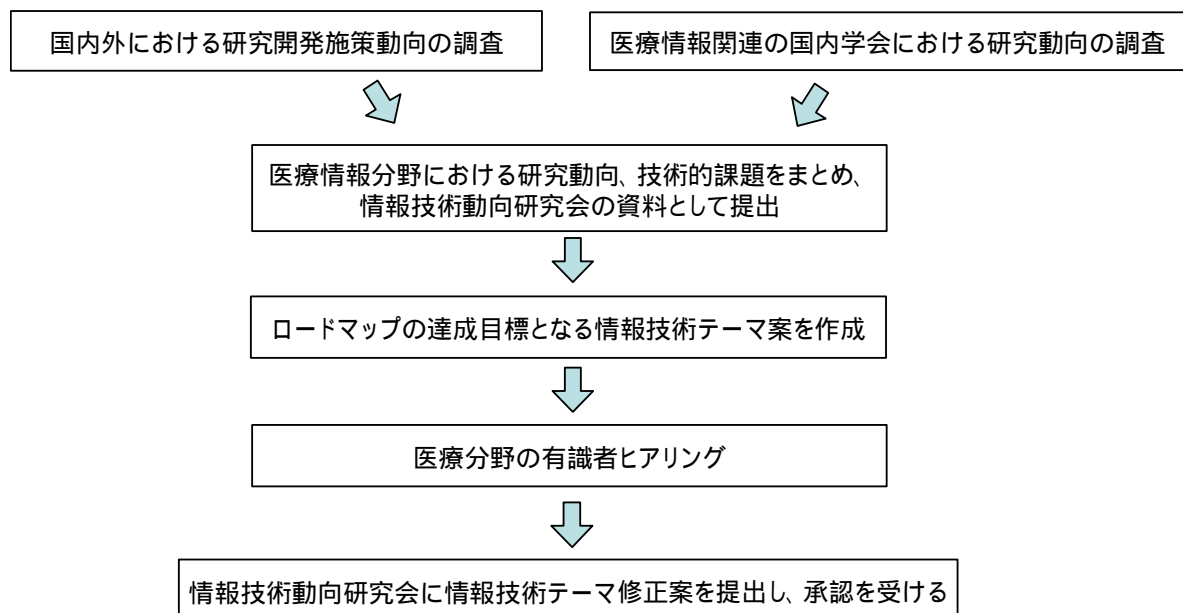 国内外における研究開発施策動向の調査
医療情報関連の国内学会における研究動向の調査
医療情報分野における研究動向、技術的課題をまとめ、
情報技術動向研究会の資料として提出
ロードマップの達成目標となる情報技術テーマ案を作成
医療分野の有識者ヒアリング
情報技術動向研究会に情報技術テーマ修正案を提出し、承認を受ける